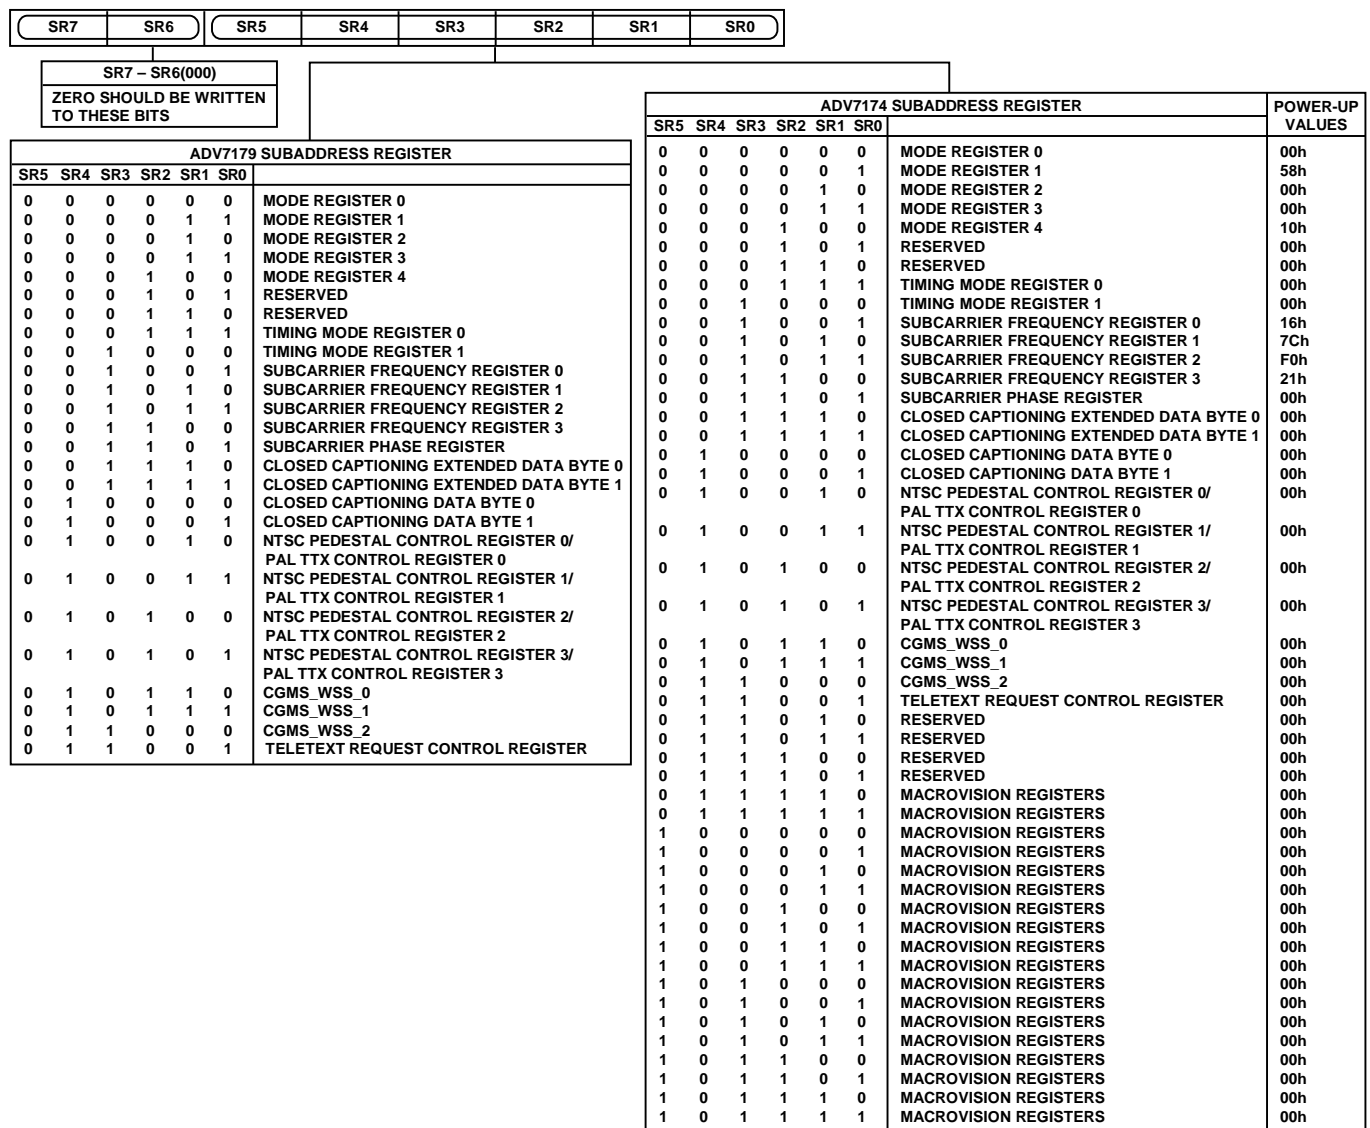 SR7 SR6 SR5 SR4 SR3 SR2 SR1 SR0
SR7 – SR6(000)
ZERO SHOULD BE WRITTEN
TO THESE BITS
ADV7179 SUBADDRESS REGISTER
SR5 SR4 SR3 SR2 SR1 SR0
0 0 0 0 0 0 MODE REGISTER 0
0 0 0 0 1 1 MODE REGISTER 1
0 0 0 0 1 0 MODE REGISTER 2
0 0 0 0 1 1 MODE REGISTER 3
0 0 0 1 0 0 MODE REGISTER 4
0 0 0 1 0 1 RESERVED
0 0 0 1 1 0 RESERVED
0 0 0 1 1 1 TIMING MODE REGISTER 0
0 0 1 0 0 0 TIMING MODE REGISTER 1
0 0 1 0 0 1 SUBCARRIER FREQUENCY REGISTER 0
0 0 1 0 1 0 SUBCARRIER FREQUENCY REGISTER 1
0 0 1 0 1 1 SUBCARRIER FREQUENCY REGISTER 2
0 0 1 1 0 0 SUBCARRIER FREQUENCY REGISTER 3
0 0 1 1 0 1 SUBCARRIER PHASE REGISTER
0 0 1 1 1 0 CLOSED CAPTIONING EXTENDED DATA BYTE 0
0 0 1 1 1 1 CLOSED CAPTIONING EXTENDED DATA BYTE 1
0 1 0 0 0 0 CLOSED CAPTIONING DATA BYTE 0
0 1 0 0 0 1 CLOSED CAPTIONING DATA BYTE 1
0 1 0 0 1 0 NTSC PEDESTAL CONTROL REGISTER 0/
PAL TTX CONTROL REGISTER 0
0 1 0 0 1 1 NTSC PEDESTAL CONTROL REGISTER 1/
PAL TTX CONTROL REGISTER 1
0 1 0 1 0 0 NTSC PEDESTAL CONTROL REGISTER 2/
PAL TTX CONTROL REGISTER 2
0 1 0 1 0 1 NTSC PEDESTAL CONTROL REGISTER 3/
PAL TTX CONTROL REGISTER 3
0 1 0 1 1 0 CGMS_WSS_0
0 1 0 1 1 1 CGMS_WSS_1
0 1 1 0 0 0 CGMS_WSS_2
0 1 1 0 0 1 TELETEXT REQUEST CONTROL REGISTER
ADV7174 SUBADDRESS REGISTER POWER-UP
SR5 SR4 SR3 SR2 SR1 SR0 VALUES
0 0 0 0 0 0 MODE REGISTER 0 00h
0 0 0 0 0 1 MODE REGISTER 1 58h
0 0 0 0 1 0 MODE REGISTER 2 00h
0 0 0 0 1 1 MODE REGISTER 3 00h
0 0 0 1 0 0 MODE REGISTER 4 10h
0 0 0 1 0 1 RESERVED 00h
0 0 0 1 1 0 RESERVED 00h
0 0 0 1 1 1 TIMING MODE REGISTER 0 00h
0 0 1 0 0 0 TIMING MODE REGISTER 1 00h
0 0 1 0 0 1 SUBCARRIER FREQUENCY REGISTER 0 16h
0 0 1 0 1 0 SUBCARRIER FREQUENCY REGISTER 1 7Ch
0 0 1 0 1 1 SUBCARRIER FREQUENCY REGISTER 2 F0h
0 0 1 1 0 0 SUBCARRIER FREQUENCY REGISTER 3 21h
0 0 1 1 0 1 SUBCARRIER PHASE REGISTER 00h
0 0 1 1 1 0 CLOSED CAPTIONING EXTENDED DATA BYTE 0 00h
0 0 1 1 1 1 CLOSED CAPTIONING EXTENDED DATA BYTE 1 00h
0 1 0 0 0 0 CLOSED CAPTIONING DATA BYTE 0 00h
0 1 0 0 0 1 CLOSED CAPTIONING DATA BYTE 1 00h
0 1 0 0 1 0 NTSC PEDESTAL CONTROL REGISTER 0/ 00h
PAL TTX CONTROL REGISTER 0
0 1 0 0 1 1 NTSC PEDESTAL CONTROL REGISTER 1/ 00h
PAL TTX CONTROL REGISTER 1
0 1 0 1 0 0 NTSC PEDESTAL CONTROL REGISTER 2/ 00h
PAL TTX CONTROL REGISTER 2
0 1 0 1 0 1 NTSC PEDESTAL CONTROL REGISTER 3/ 00h
PAL TTX CONTROL REGISTER 3
0 1 0 1 1 0 CGMS_WSS_0 00h
0 1 0 1 1 1 CGMS_WSS_1 00h
0 1 1 0 0 0 CGMS_WSS_2 00h
0 1 1 0 0 1 TELETEXT REQUEST CONTROL REGISTER 00h
0 1 1 0 1 0 RESERVED 00h
0 1 1 0 1 1 RESERVED 00h
0 1 1 1 0 0 RESERVED 00h
0 1 1 1 0 1 RESERVED 00h
0 1 1 1 1 0 MACROVISION REGISTERS 00h
0 1 1 1 1 1 MACROVISION REGISTERS 00h
1 0 0 0 0 0 MACROVISION REGISTERS 00h
1 0 0 0 0 1 MACROVISION REGISTERS 00h
1 0 0 0 1 0 MACROVISION REGISTERS 00h
1 0 0 0 1 1 MACROVISION REGISTERS 00h
1 0 0 1 0 0 MACROVISION REGISTERS 00h
1 0 0 1 0 1 MACROVISION REGISTERS 00h
1 0 0 1 1 0 MACROVISION REGISTERS 00h
1 0 0 1 1 1 MACROVISION REGISTERS 00h
1 0 1 0 0 0 MACROVISION REGISTERS 00h
1 0 1 0 0 1 MACROVISION REGISTERS 00h
1 0 1 0 1 0 MACROVISION REGISTERS 00h
1 0 1 0 1 1 MACROVISION REGISTERS 00h
1 0 1 1 0 0 MACROVISION REGISTERS 00h
1 0 1 1 0 1 MACROVISION REGISTERS 00h
1 0 1 1 1 0 MACROVISION REGISTERS 00h
1 0 1 1 1 1 MACROVISION REGISTERS 00h